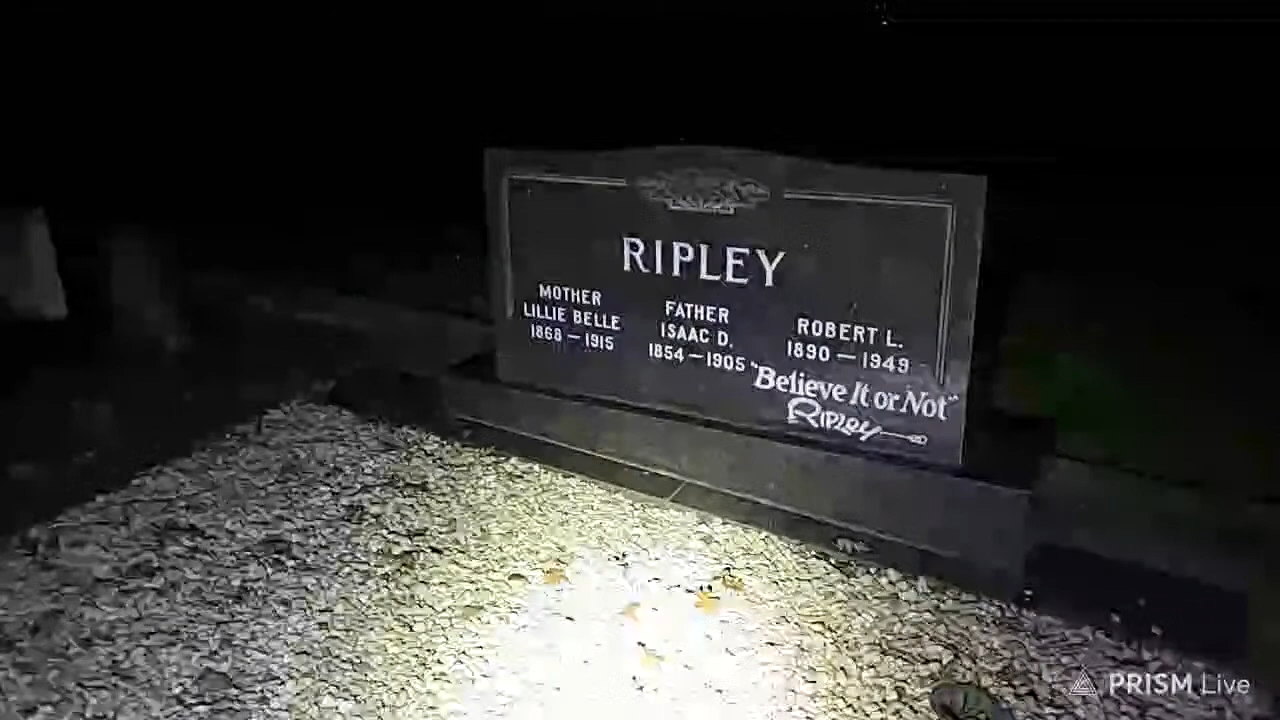 RIPLEY
MOTHER
LILLIE BELLE
1868 – 1915
FATHER
ISAAC D.
1854 – 1905
ROBERT L.
1890 – 1949
"Believe It or Not"
RIPLEY
PRISM Live